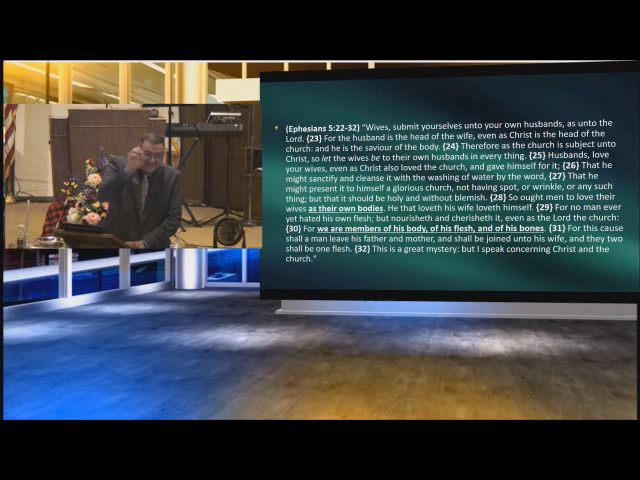 (Ephesians 5:22-32) "Wives, submit yourselves unto your own husbands, as unto the
Lord. {23} For the husband is the head of the wife, even as Christ is the head of the
church: and he is the saviour of the body. {24} Therefore as the church is subject unto
Christ, so let the wives be to their own husbands in every thing. {25} Husbands, love
your wives, even as Christ also loved the church, and gave himself for it; {26} That he
might sanctify and cleanse it with the washing of water by the word, {27} That he
might present it to himself a glorious church, not having spot, or wrinkle, or any such
thing; but that it should be holy and without blemish. {28} So ought men to love their
wives as their own bodies. He that loveth his wife loveth himself. {29} For no man ever
yet hated his own flesh; but nourisheth and cherisheth it, even as the Lord the church:
{30} For we are members of his body, of his flesh, and of his bones. {31} For this cause
shall a man leave his father and mother, and shall be joined unto his wife, and they two
shall be one flesh. {32} This is a great mystery: but I speak concerning Christ and the
church."